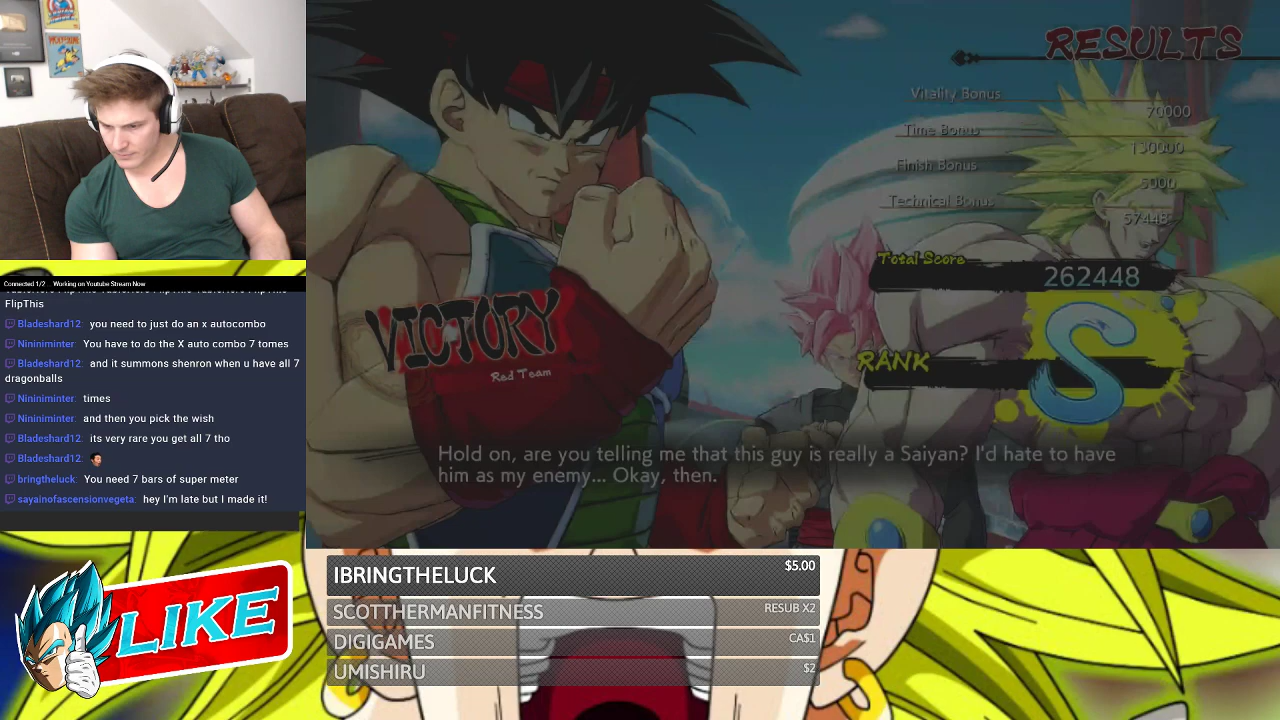 Connected 1/2 Working on Youtube Stream Now
FlipThis
Bladeshard12: you need to just do an x autocombo
Nininiminter: You have to do the X auto combo 7 tomes
Bladeshard12: and it summons shenron when u have all 7
dragonballs
Nininiminter: times
Nininiminter: and then you pick the wish
Bladeshard12: its very rare you get all 7 tho
Bladeshard12:
bringtheluck: You need 7 bars of super meter
sayainofascensionvegeta: hey I'm late but I made it!
LIKE
RESULTS
Vitality Bonus
70000
Time Bonus
130000
Finish Bonus
5000
Technical Bonus
57448
Total Score
262448
RANK
S
VICTORY
Red Team
Hold on, are you telling me that this guy is really a Saiyan? I'd hate to have
him as my enemy... Okay, then.
IBRINGTHELUCK $5.00
SCOTTHERMANFITNESS RESUB X2
DIGIGAMES CA$1
UMISHIRU $2